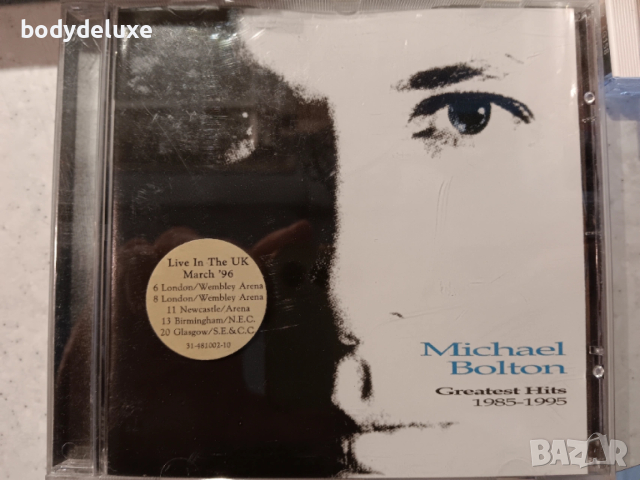 bodydeluxe
Live In The UK
March '96
6 London/Wembley Arena
8 London/Wembley Arena
11 Newcastle/Arena
13 Birmingham/N.E.C.
20 Glasgow/S.E.&C.C.
31-481002-10
Michael
Bolton
Greatest Hits
1985-1995
BAZAR